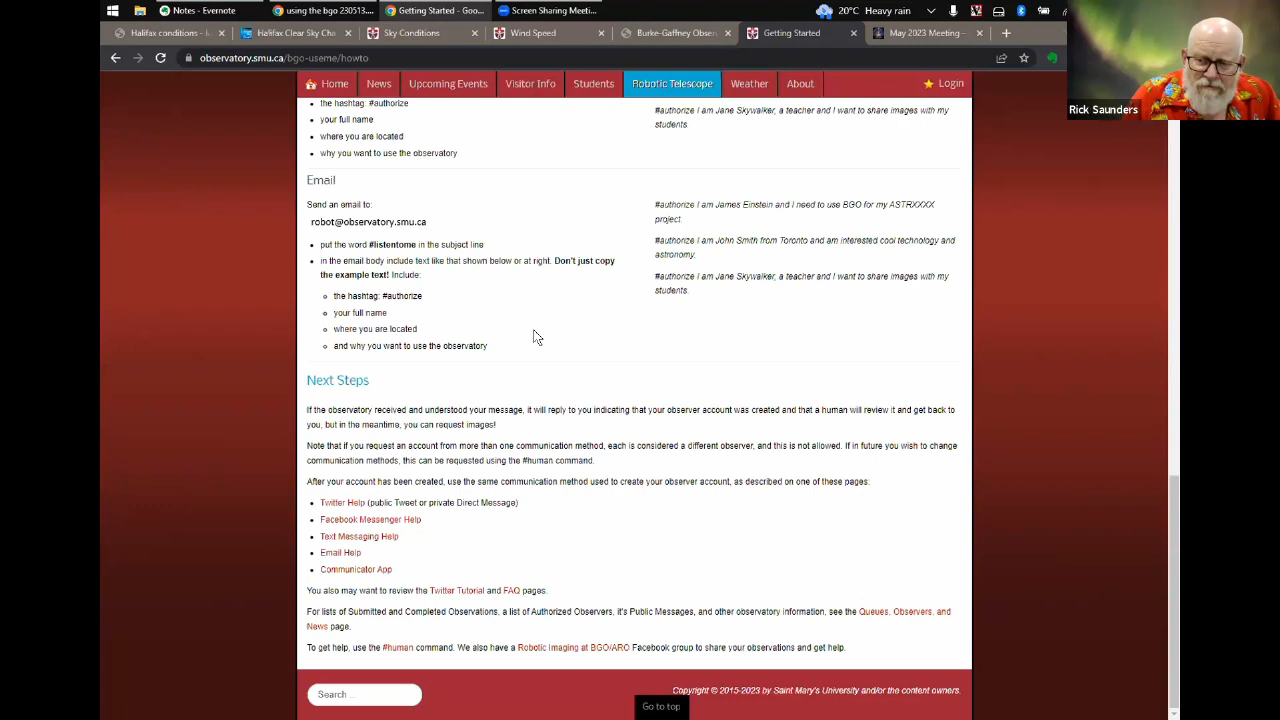 Notes - Evernote
using the bgo 230513...
Getting Started - Goo...
Screen Sharing Meeti...
20°C Heavy rain
Halifax conditions -
Halifax Clear Sky Cha
Sky Conditions
Wind Speed
Burke-Gaffney Obser
Getting Started
May 2023 Meeting –
observatory.smu.ca/bgo-useme/howto
Home News Upcoming Events Visitor Info Students Robotic Telescope Weather About Login
Rick Saunders
the hashtag: #authorize
your full name
where you are located
why you want to use the observatory
#authorize I am Jane Skywalker, a teacher and I want to share images with my
students.
Email
Send an email to:
robot@observatory.smu.ca
put the word #listentome in the subject line
in the email body include text like that shown below or at right. Don't just copy
the example text! Include:
the hashtag: #authorize
your full name
where you are located
and why you want to use the observatory
#authorize I am James Einstein and I need to use BGO for my ASTRXXXX
project.
#authorize I am John Smith from Toronto and am interested cool technology and
astronomy.
#authorize I am Jane Skywalker, a teacher and I want to share images with my
students.
Next Steps
If the observatory received and understood your message, it will reply to you indicating that your observer account was created and that a human will review it and get back to
you, but in the meantime, you can request images!
Note that if you request an account from more than one communication method, each is considered a different observer, and this is not allowed. If in future you wish to change
communication methods, this can be requested using the #human command.
After your account has been created, use the same communication method used to create your observer account, as described on one of these pages:
Twitter Help (public Tweet or private Direct Message)
Facebook Messenger Help
Text Messaging Help
Email Help
Communicator App
You also may want to review the Twitter Tutorial and FAQ pages.
For lists of Submitted and Completed Observations, a list of Authorized Observers, it's Public Messages, and other observatory information, see the Queues, Observers, and
News page.
To get help, use the #human command. We also have a Robotic Imaging at BGO/ARO Facebook group to share your observations and get help.
Search ...
Copyright © 2015-2023 by Saint Mary's University and/or the content owners.
Go to top